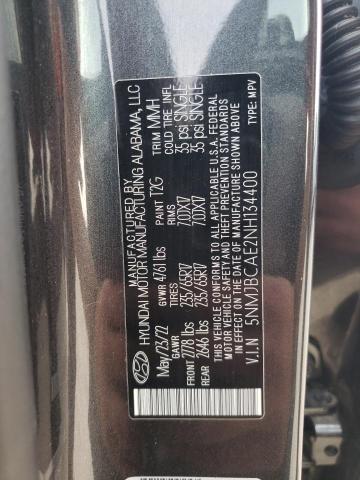 MANUFACTURED BY
HYUNDAI MOTOR MANUFACTURING ALABAMA, LLC
May/23/22 GVWR 4761 lbs PAINT T2G TRIM MMH
GAWR TIRES RIMS COLD TIRE INFL
FRONT 2778 lbs 235/65R17 7.0JX17 35 psi SINGLE
REAR 2646 lbs 235/65R17 7.0JX17 35 psi SINGLE
THIS VEHICLE CONFORMS TO ALL APPLICABLE U.S.A. FEDERAL
MOTOR VEHICLE SAFETY, BUMPER, AND THEFT PREVENTION STANDARDS
IN EFFECT ON THE DATE OF MANUFACTURE SHOWN ABOVE
V.I.N 5NMJBCAE2NH134400 TYPE: MPV